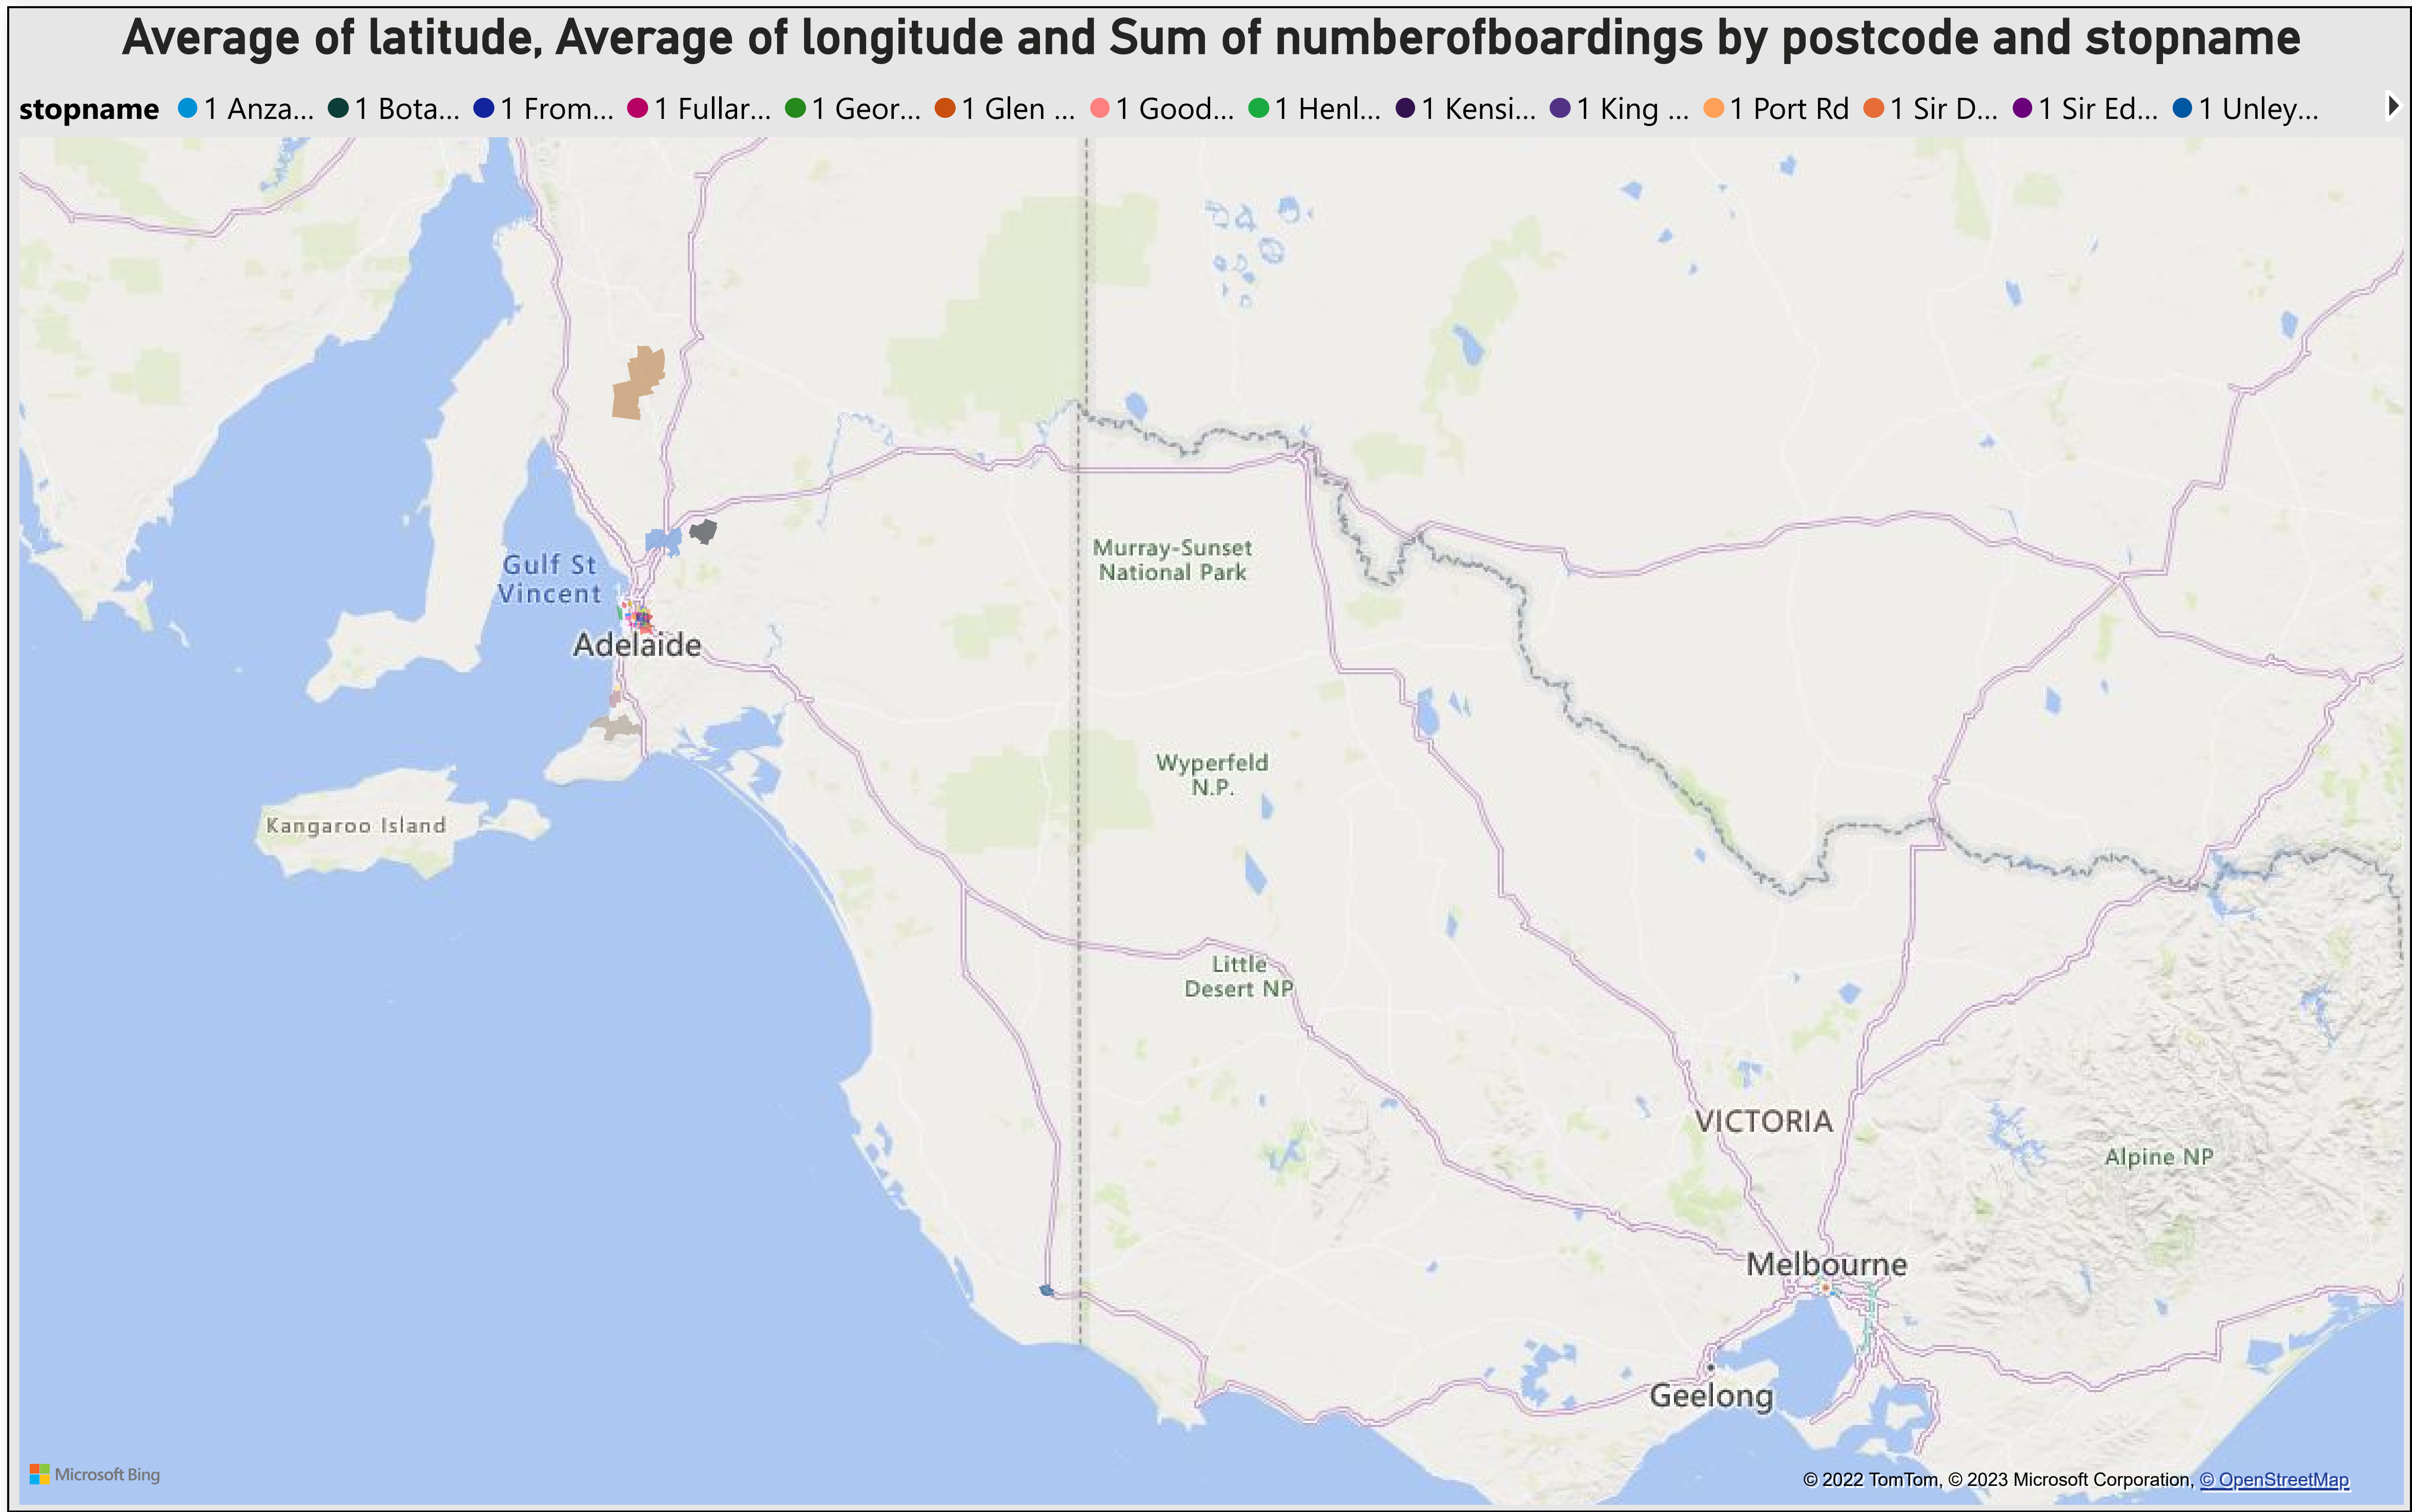 Average of latitude, Average of longitude and Sum of numberofboardings by postcode and stopname
stopname 1 Anza... 1 Bota... 1 From... 1 Fullar... 1 Geor... 1 Glen ... 1 Good... 1 Henl... 1 Kensi... 1 King ... 1 Port Rd 1 Sir D... 1 Sir Ed... 1 Unley...
Murray-Sunset
National Park
Gulf St
Vincent
Adelaide
Wyperfeld
N.P.
Kangaroo Island
Little
Desert NP
VICTORIA
Alpine NP
Melbourne
Geelong
Microsoft Bing
© 2022 TomTom, © 2023 Microsoft Corporation, © OpenStreetMap